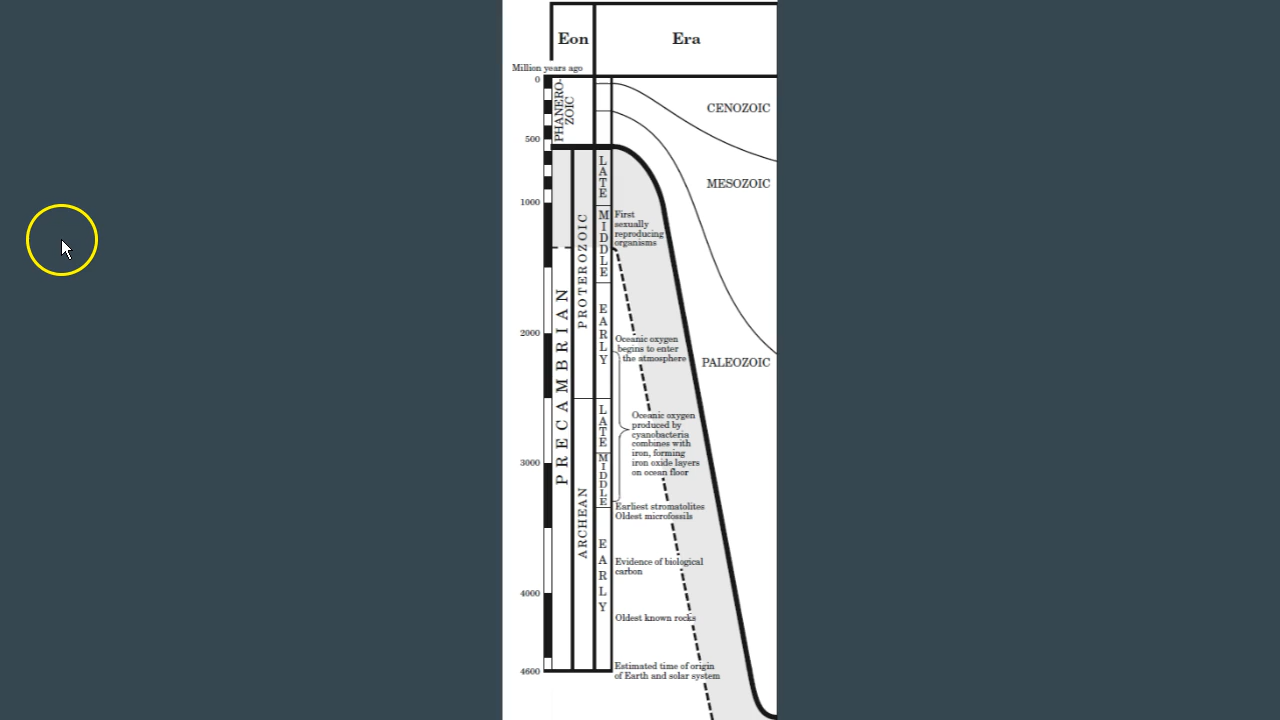 Eon
Era
Million years ago
0
500
1000
2000
3000
4000
4600
PHANERO-
ZOIC
PRECAMBRIAN
PROTEROZOIC
ARCHEAN
LATE
MIDDLE
EARLY
LATE
MIDDLE
EARLY
CENOZOIC
MESOZOIC
PALEOZOIC
First
sexually
reproducing
organisms
Oceanic oxygen
begins to enter
the atmosphere
Oceanic oxygen
produced by
cyanobacteria
combines with
iron, forming
iron oxide layers
on ocean floor
Earliest stromatolites
Oldest microfossils
Evidence of biological
carbon
Oldest known rocks
Estimated time of origin
of Earth and solar system